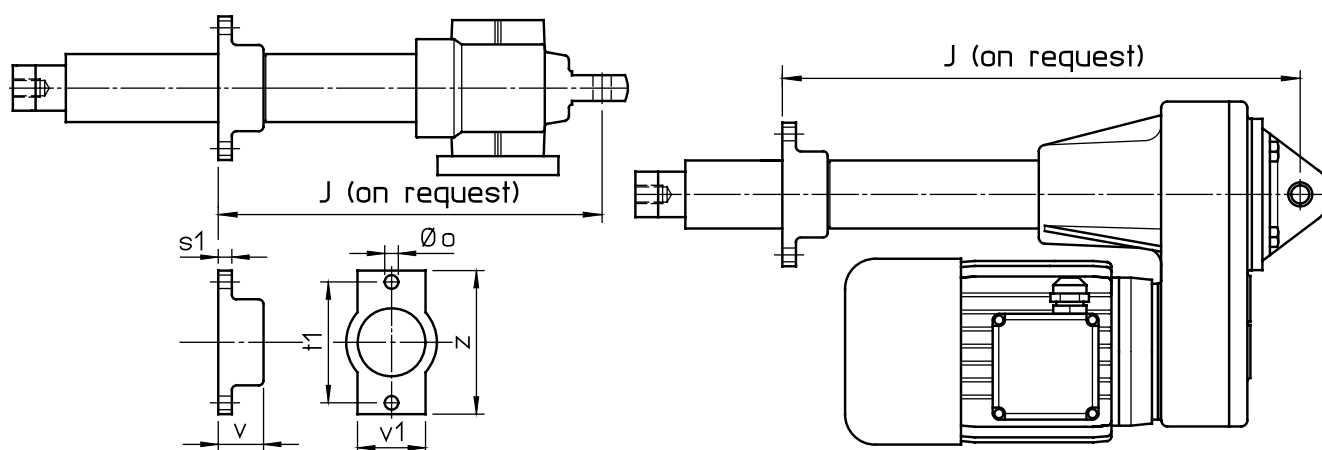 J (on request)
J (on request)
s1
Øo
t1
z
v
v1